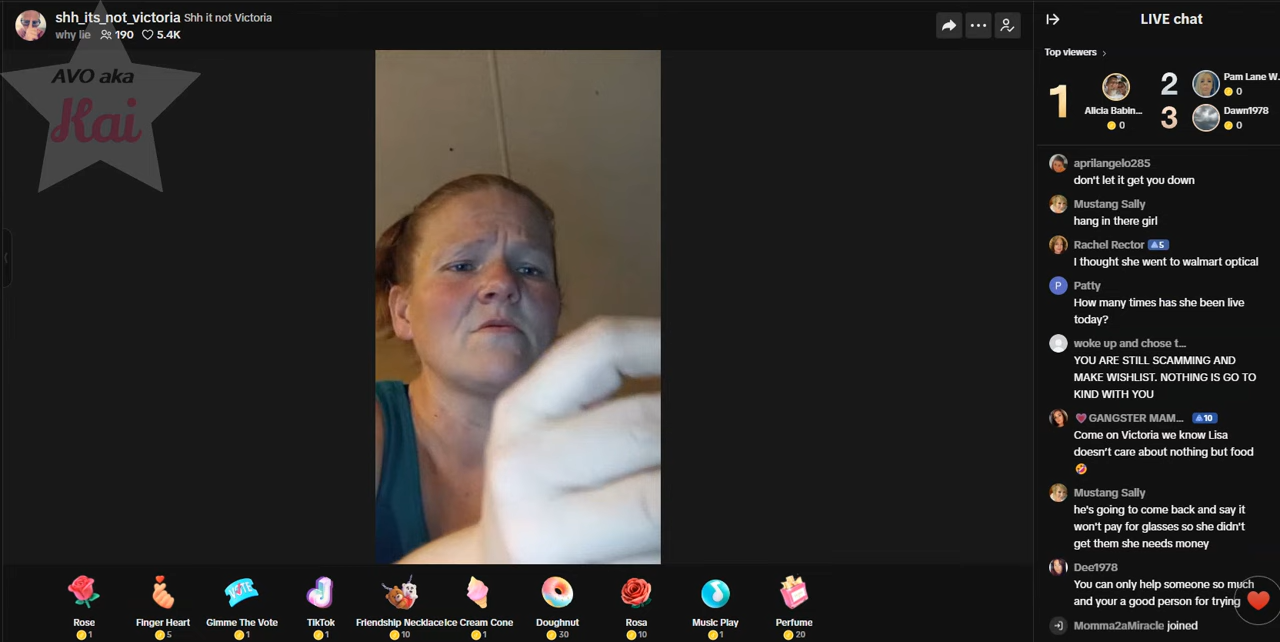 shh_its_not_victoria Shh it not Victoria
why lie 190 5.4K
AVO aka
Kai
LIVE chat
Top viewers
1 Alicia Babin... 0
2 Pam Lane W... 0
3 Dawn1978 0
aprilangelo285
don't let it get you down
Mustang Sally
hang in there girl
Rachel Rector 5
I thought she went to walmart optical
P Patty
How many times has she been live
today?
woke up and chose t...
YOU ARE STILL SCAMMING AND
MAKE WISHLIST. NOTHING IS GO TO
KIND WITH YOU
GANGSTER MAM... 10
Come on Victoria we know Lisa
doesn't care about nothing but food
Mustang Sally
he's going to come back and say it
won't pay for glasses so she didn't
get them she needs money
Dee1978
You can only help someone so much
and your a good person for trying
Momma2aMiracle joined
VOTE
Rose Finger Heart Gimme The Vote TikTok Friendship Necklace Ice Cream Cone Doughnut Rosa Music Play Perfume
1 5 1 1 10 1 30 10 1 20